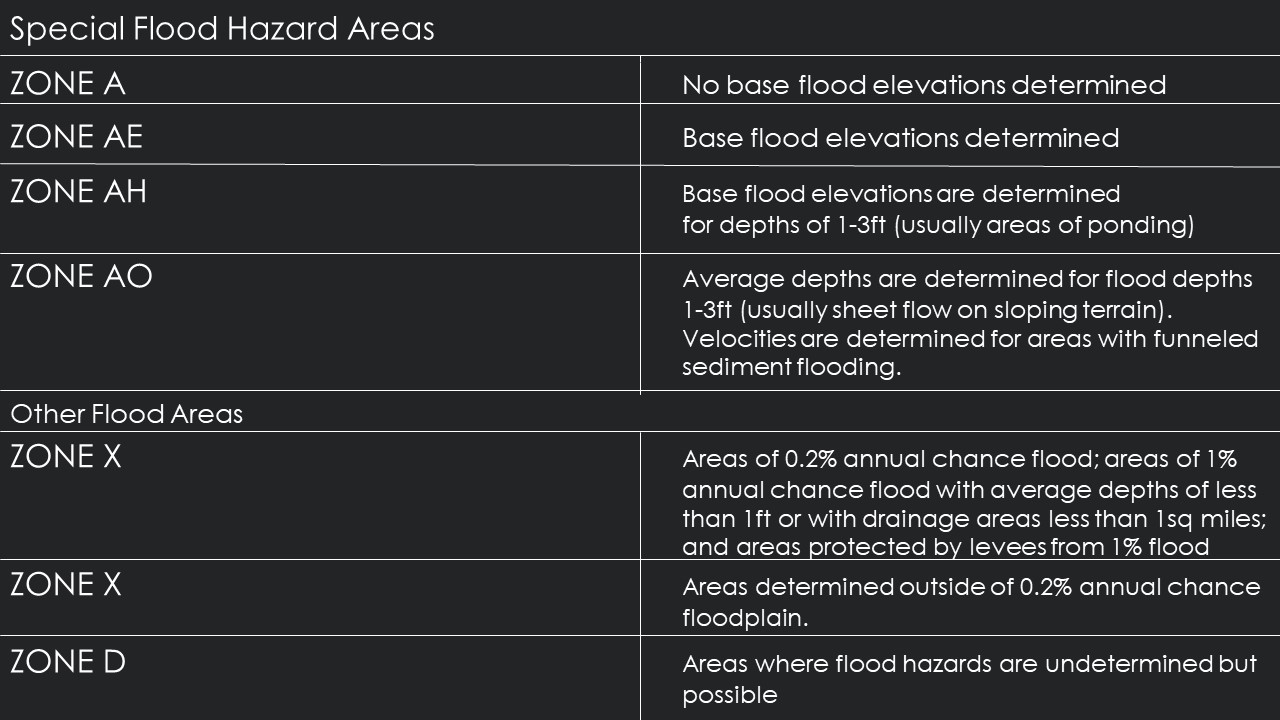 Special Flood Hazard Areas
ZONE A
No base flood elevations determined
ZONE AE
Base flood elevations determined
ZONE AH
Base flood elevations are determined
for depths of 1-3ft (usually areas of ponding)
ZONE AO
Average depths are determined for flood depths
1-3ft (usually sheet flow on sloping terrain).
Velocities are determined for areas with funneled
sediment flooding.
Other Flood Areas
ZONE X
Areas of 0.2% annual chance flood; areas of 1%
annual chance flood with average depths of less
than 1ft or with drainage areas less than 1sq miles;
and areas protected by levees from 1% flood
ZONE X
Areas determined outside of 0.2% annual chance
floodplain.
ZONE D
Areas where flood hazards are undetermined but
possible